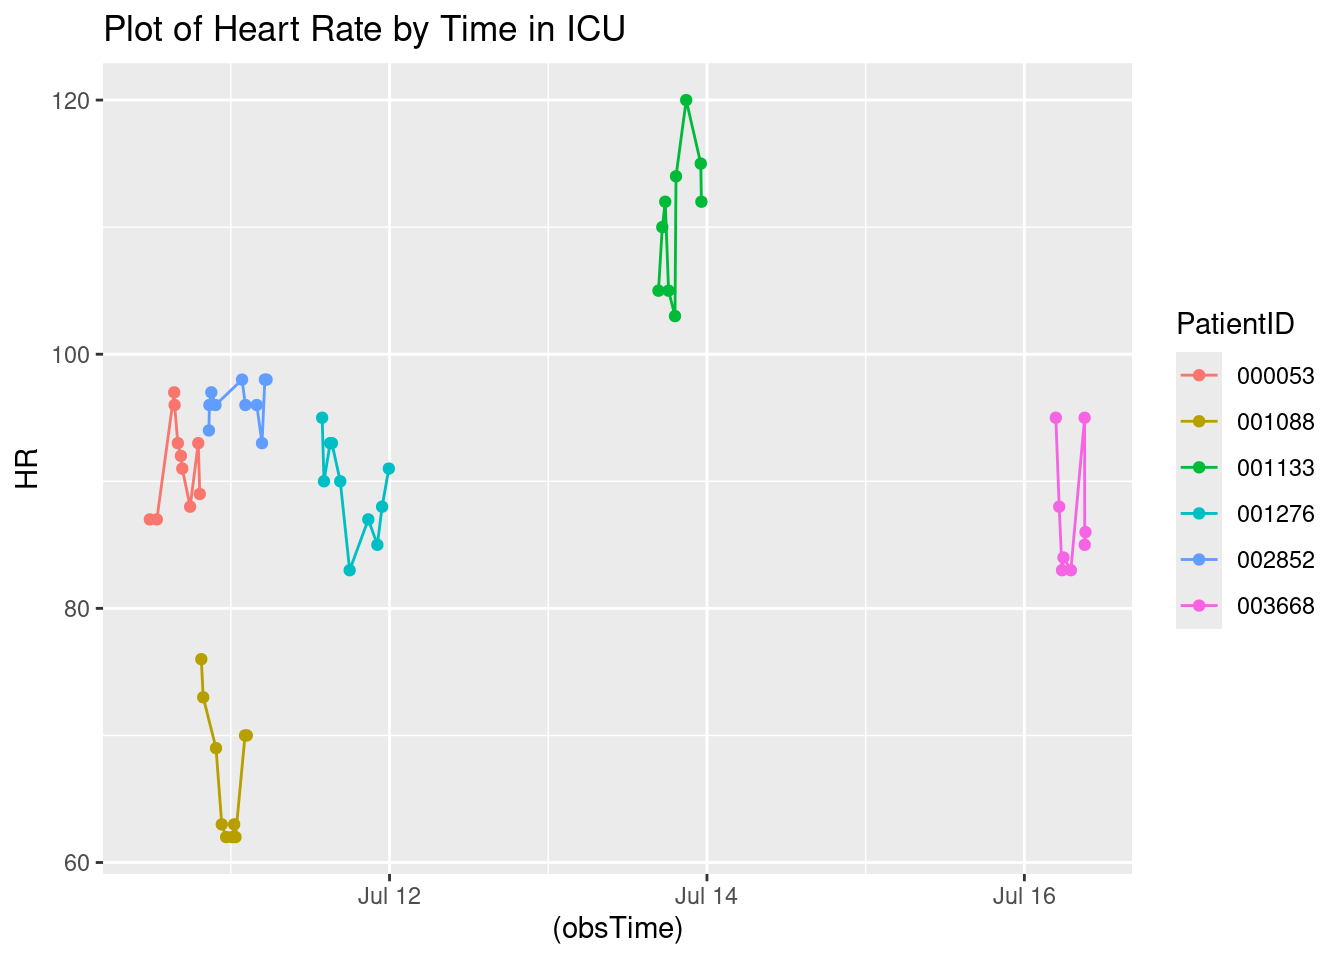 Plot of Heart Rate by Time in ICU
120
100
80
60
HR
Jul 12
Jul 14
Jul 16
(obsTime)
PatientID
000053
001088
001133
001276
002852
003668